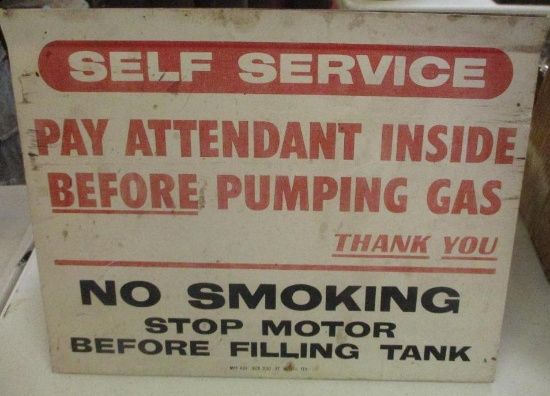 SELF SERVICE
PAY ATTENDANT INSIDE
BEFORE PUMPING GAS
THANK YOU
NO SMOKING
STOP MOTOR
BEFORE FILLING TANK